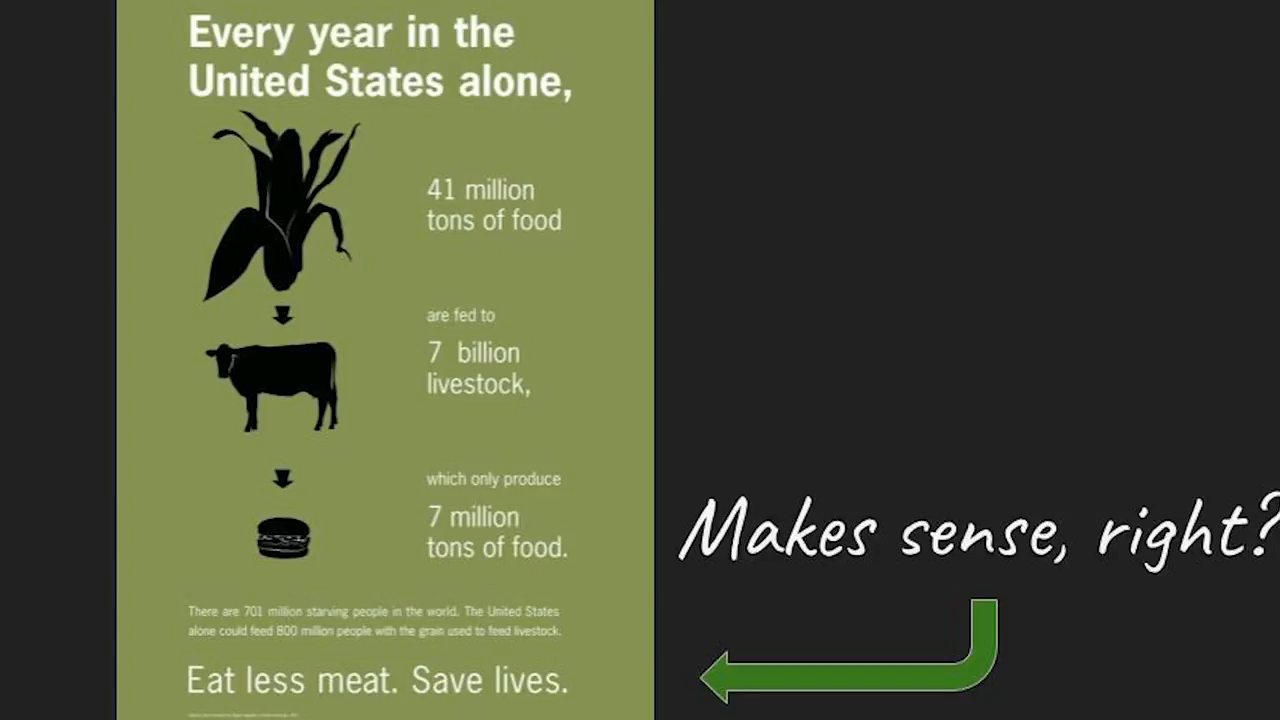 Every year in the
United States alone,
41 million
tons of food
are fed to
7 billion
livestock,
which only produce
7 million
tons of food.
There are 701 million starving people in the world. The United States
alone could feed 800 million people with the grain used to feed livestock.
Eat less meat. Save lives.
Makes sense, right?